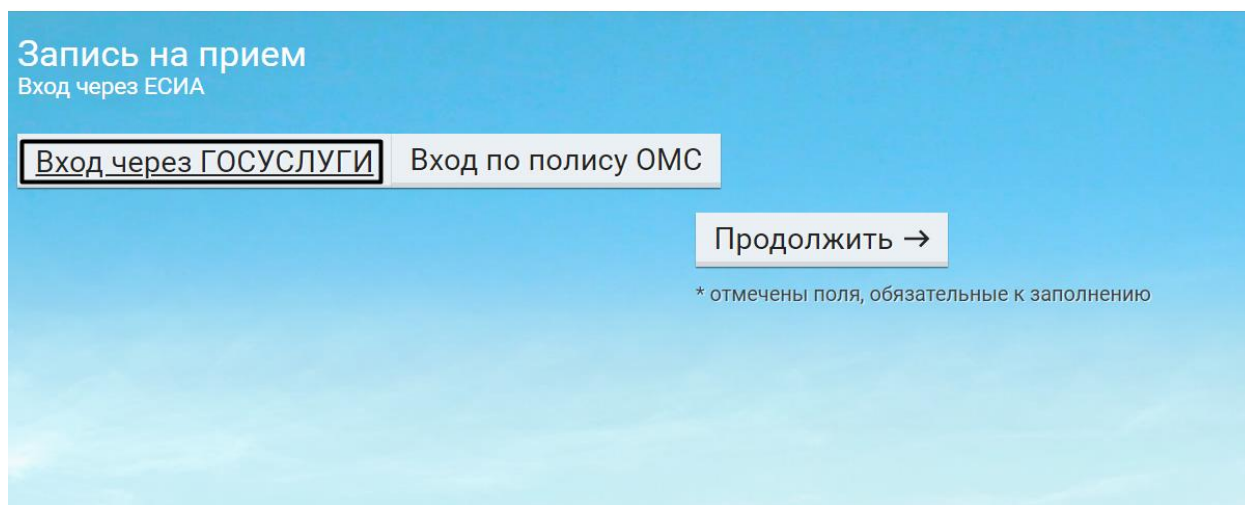 Запись на прием
Вход через ЕСИА
Вход через ГОСУСЛУГИ Вход по полису ОМС
Продолжить →
* отмечены поля, обязательные к заполнению